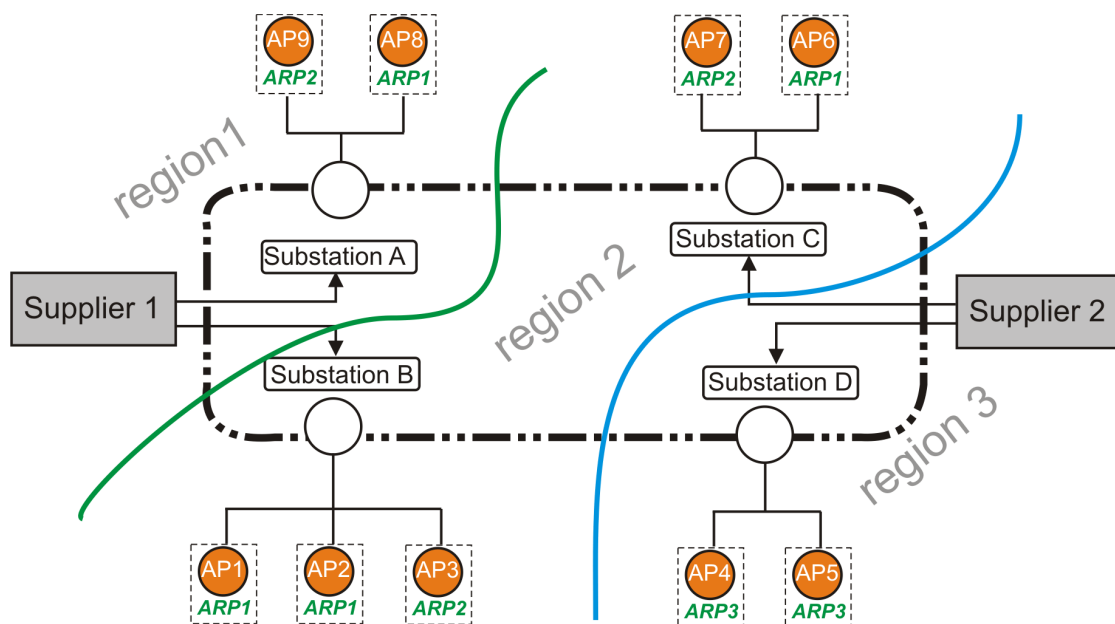 AP9
AP8
AP7
AP6
ARP2
ARP1
ARP2
ARP1
region1
Substation A
Substation C
region 2
Supplier 1
Supplier 2
Substation B
Substation D
region 3
AP1
AP2
AP3
AP4
AP5
ARP1
ARP1
ARP2
ARP3
ARP3